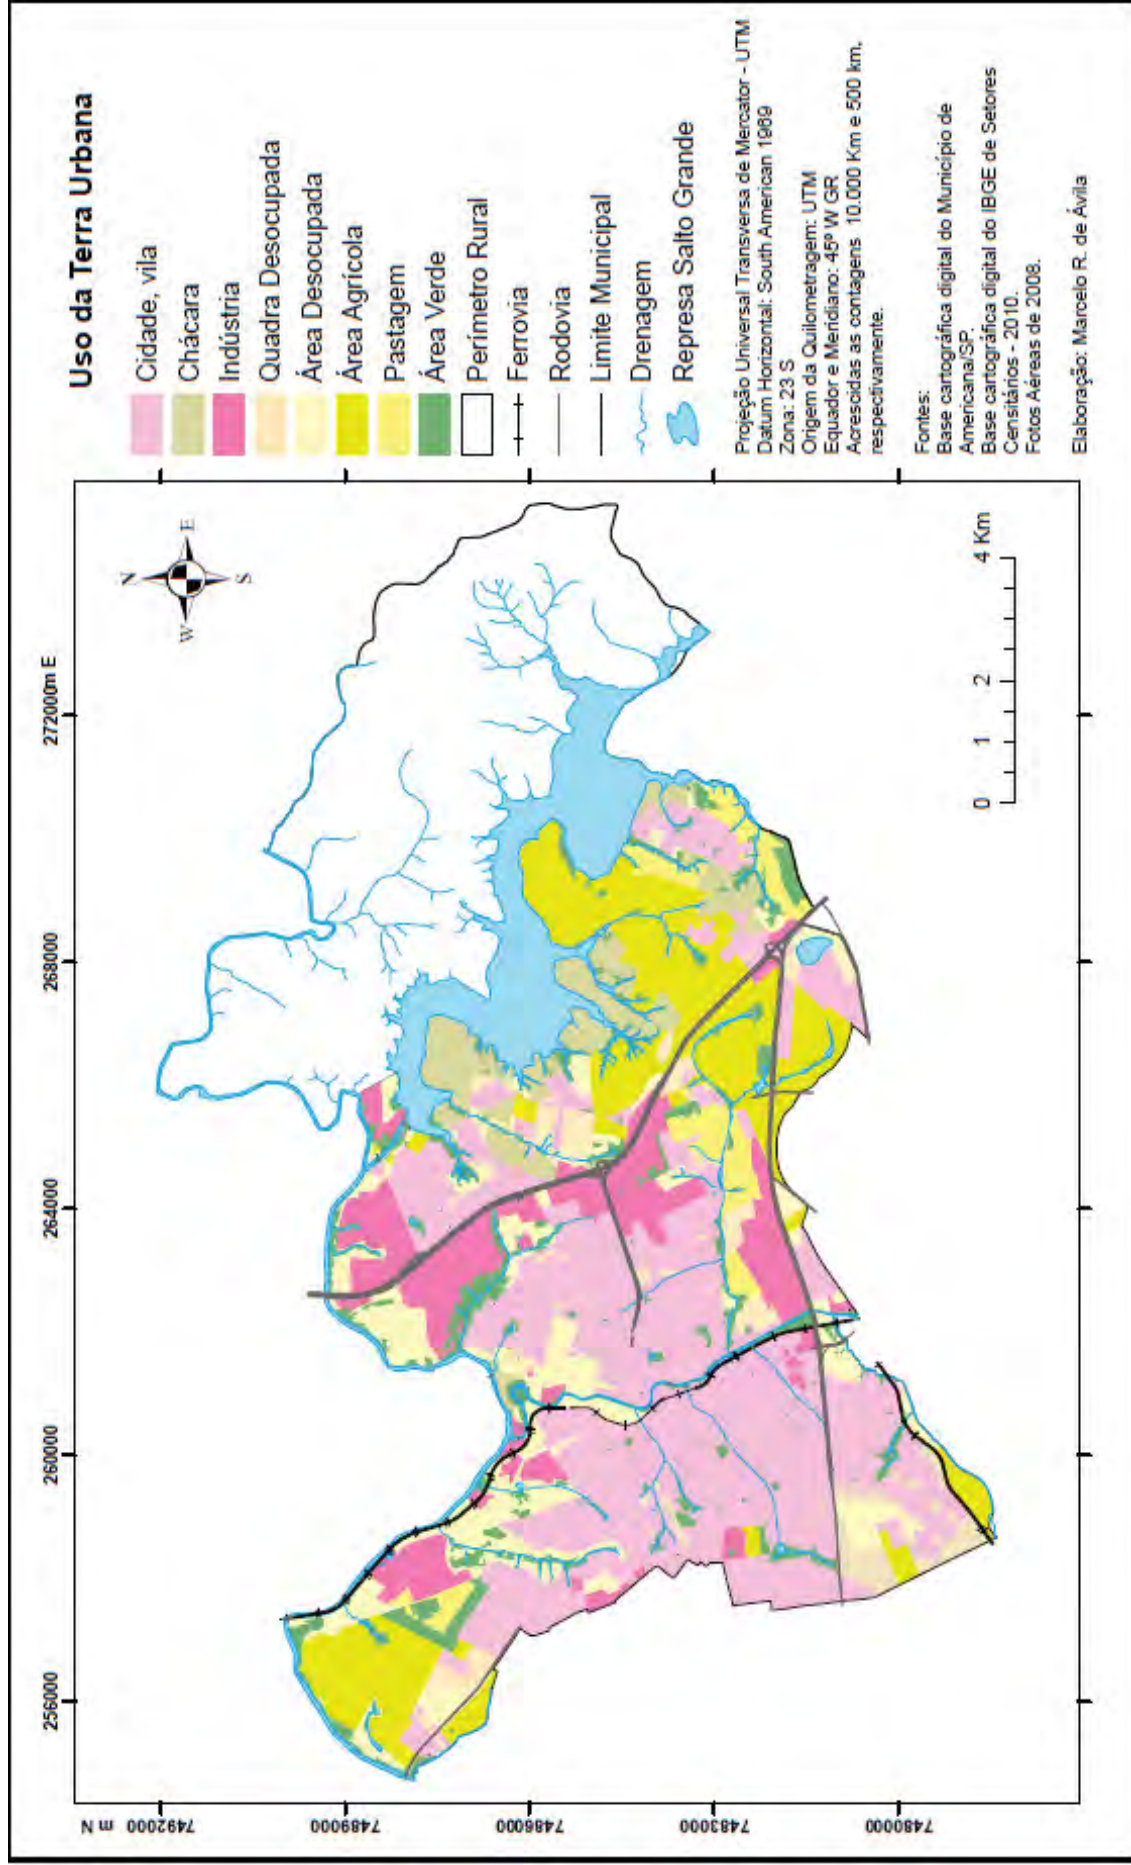 Uso da Terra Urbana
Cidade, vila
Chácara
Indústria
Quadra Desocupada
Área Desocupada
Área Agrícola
Pastagem
Área Verde
Perímetro Rural
Ferrovia
Rodovia
Limite Municipal
Drenagem
Represa Salto Grande
Projeção Universal Transversa de Mercator - UTM
Datum Horizontal: South American 1969
Zona: 23 S
Origem da Quilometragem: UTM
Equador e Meridiano: 45º W GR
Acrescidas as contagens 10.000 Km e 500 km,
respectivamente.
Fontes:
Base cartográfica digital do Município de
Americana/SP.
Base cartográfica digital do IBGE de Setores
Censitários - 2010.
Fotos Aéreas de 2008.
Elaboração: Marcelo R. de Ávila
256000
260000
264000
268000
272000m E
7492000 m N
7489000
7486000
7483000
7480000
N
W
E
S
0 1 2 4 Km